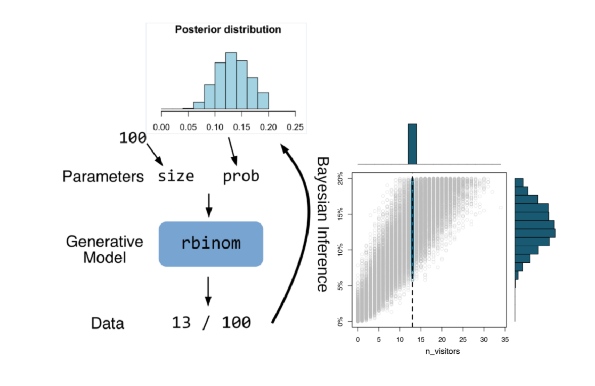 Posterior distribution
0.00 0.05 0.10 0.15 0.20 0.25
100
Parameters size prob
Generative
Model
rbinom
Data 13 / 100
Bayesian Inference
20%
15%
10%
5%
0%
0 5 10 15 20 25 30 35
n_visitors